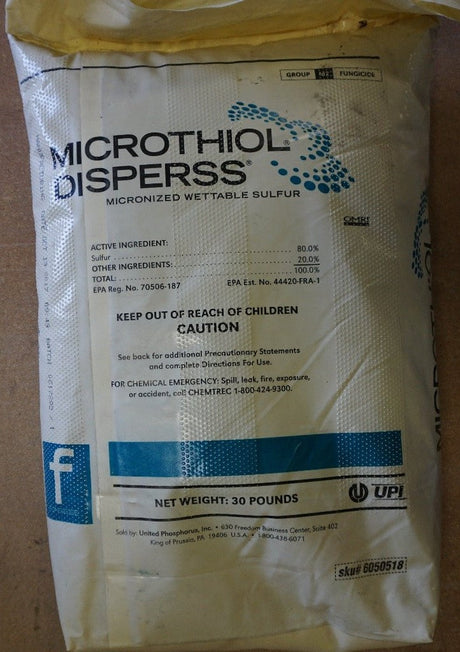 GROUP M2 FUNGICIDE
MICROTHIOL®
DISPERSS®
MICRONIZED WETTABLE SULFUR
OMRI
ACTIVE INGREDIENT:
Sulfur 80.0%
OTHER INGREDIENTS: 20.0%
TOTAL: 100.0%
EPA Reg. No. 70506-187 EPA Est. No. 44420-FRA-1
KEEP OUT OF REACH OF CHILDREN
CAUTION
See back for additional Precautionary Statements
and complete Directions For Use.
FOR CHEMICAL EMERGENCY: Spill, leak, fire, exposure,
or accident, call CHEMTREC 1-800-424-9300.
f
NET WEIGHT: 30 POUNDS
UPI
Sold by: United Phosphorus, Inc. • 630 Freedom Business Center, Suite 402
King of Prussia, PA 19406 U.S.A. • 1-800-438-6071
sku# 6050518